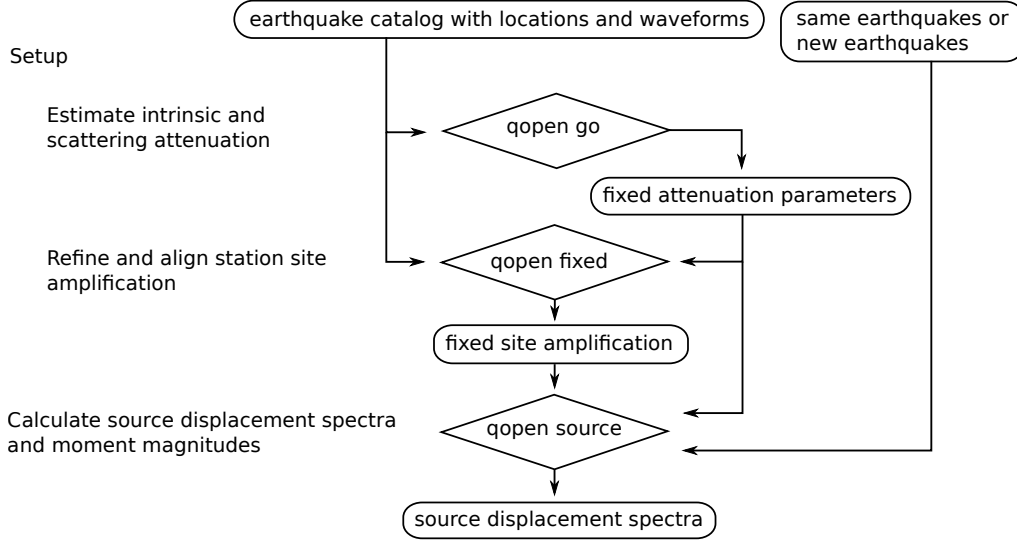 earthquake catalog with locations and waveforms
same earthquakes or
new earthquakes
Setup
Estimate intrinsic and
scattering attenuation
qopen go
fixed attenuation parameters
Refine and align station site
amplification
qopen fixed
fixed site amplification
Calculate source displacement spectra
and moment magnitudes
qopen source
source displacement spectra